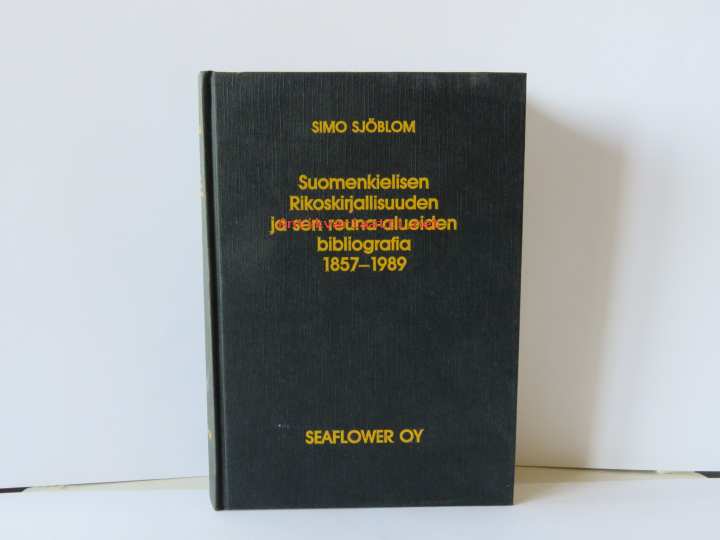 SIMO SJÖBLOM
Suomenkielisen
Rikoskirjallisuuden
ja sen reuna-alueiden
bibliografia
1857–1989
SEAFLOWER OY